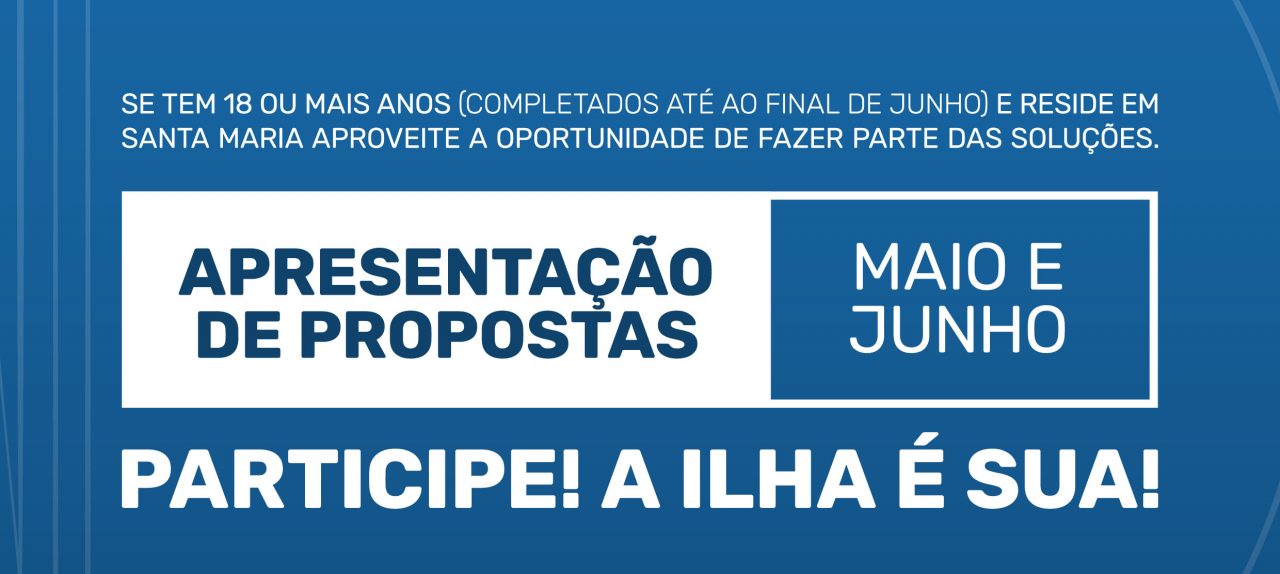 SE TEM 18 OU MAIS ANOS (COMPLETADOS ATÉ AO FINAL DE JUNHO) E RESIDE EM
SANTA MARIA APROVEITE A OPORTUNIDADE DE FAZER PARTE DAS SOLUÇÕES.
APRESENTAÇÃO
DE PROPOSTAS
MAIO E
JUNHO
PARTICIPE! A ILHA É SUA!